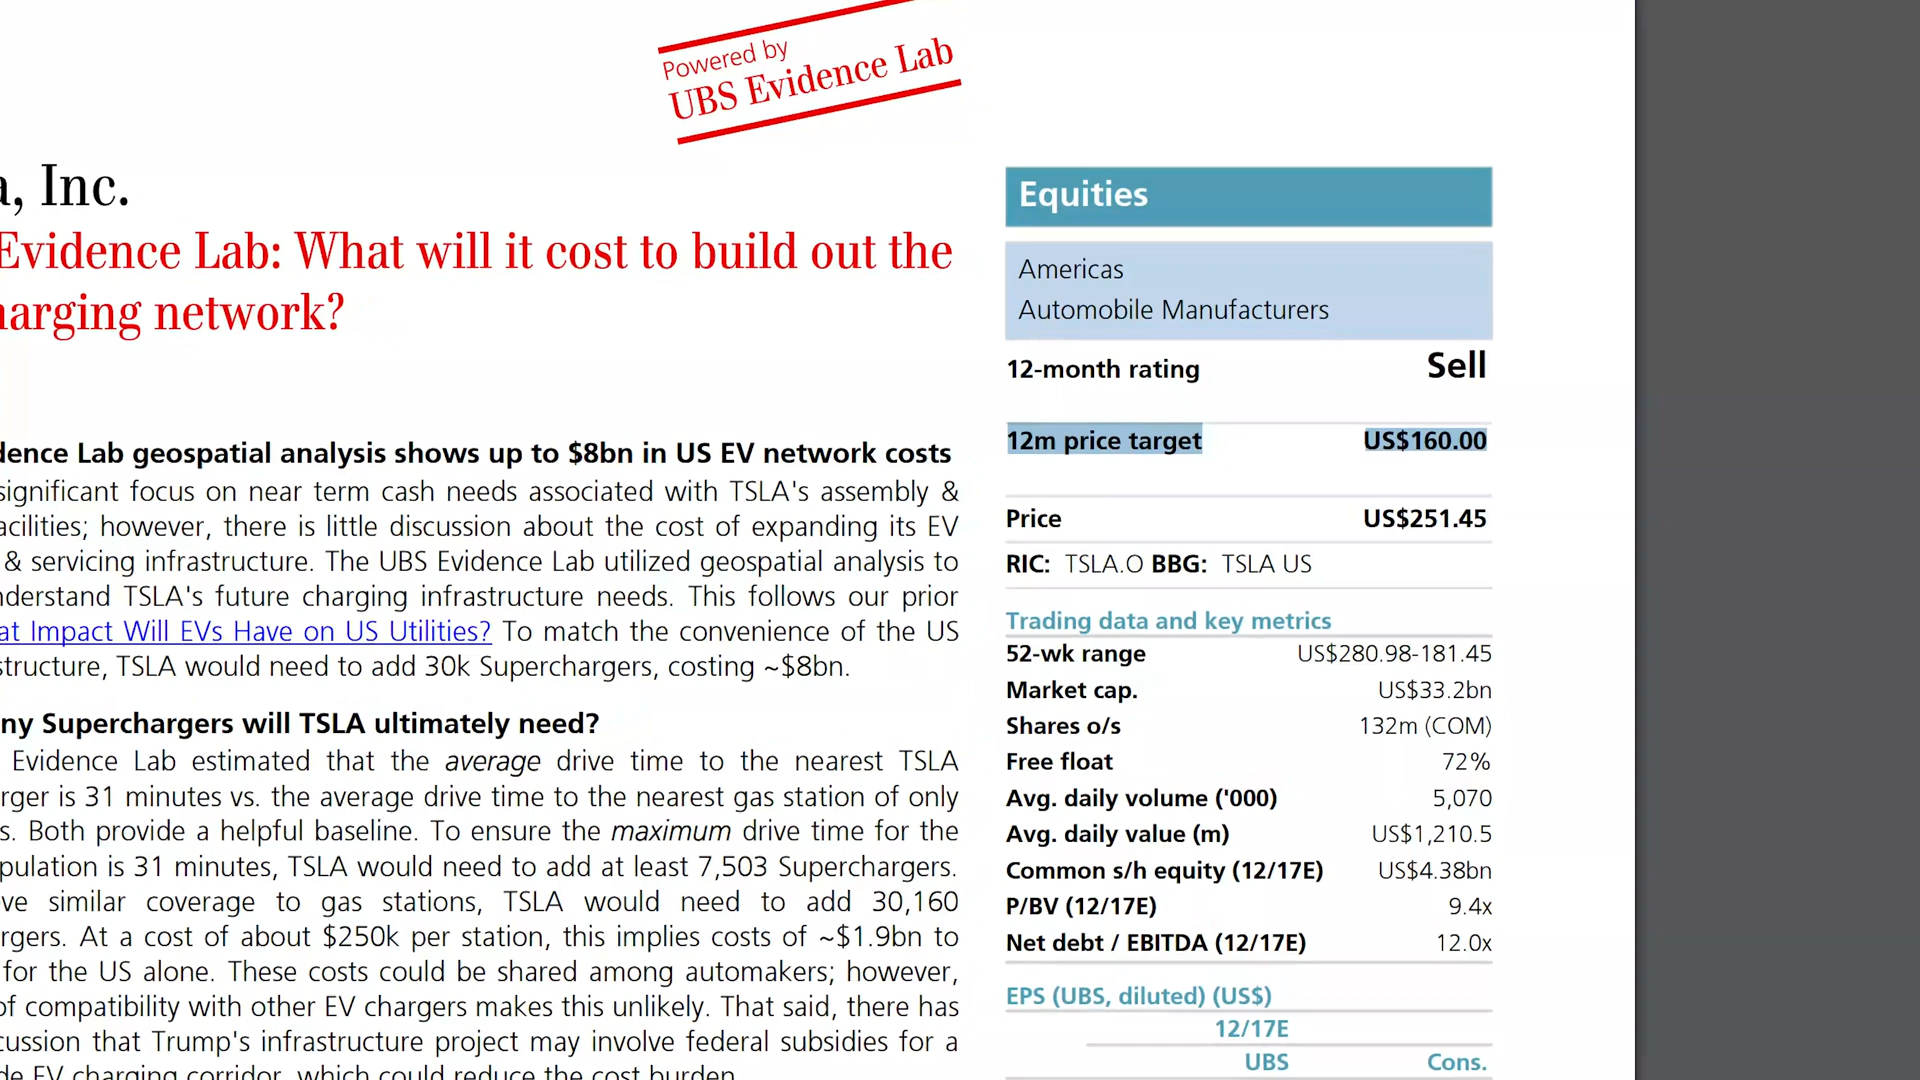 Powered by
UBS Evidence Lab
a, Inc.
Evidence Lab: What will it cost to build out the
harging network?
dence Lab geospatial analysis shows up to $8bn in US EV network costs
significant focus on near term cash needs associated with TSLA's assembly &
acilities; however, there is little discussion about the cost of expanding its EV
& servicing infrastructure. The UBS Evidence Lab utilized geospatial analysis to
nderstand TSLA's future charging infrastructure needs. This follows our prior
at Impact Will EVs Have on US Utilities? To match the convenience of the US
structure, TSLA would need to add 30k Superchargers, costing ~$8bn.
ny Superchargers will TSLA ultimately need?
Evidence Lab estimated that the average drive time to the nearest TSLA
rger is 31 minutes vs. the average drive time to the nearest gas station of only
s. Both provide a helpful baseline. To ensure the maximum drive time for the
pulation is 31 minutes, TSLA would need to add at least 7,503 Superchargers.
ve similar coverage to gas stations, TSLA would need to add 30,160
rgers. At a cost of about $250k per station, this implies costs of ~$1.9bn to
for the US alone. These costs could be shared among automakers; however,
of compatibility with other EV chargers makes this unlikely. That said, there has
cussion that Trump's infrastructure project may involve federal subsidies for a
de EV charging corridor, which could reduce the cost burden.
Equities
Americas
Automobile Manufacturers
12-month rating Sell
12m price target US$160.00
Price US$251.45
RIC: TSLA.O BBG: TSLA US
Trading data and key metrics
52-wk range US$280.98-181.45
Market cap. US$33.2bn
Shares o/s 132m (COM)
Free float 72%
Avg. daily volume ('000) 5,070
Avg. daily value (m) US$1,210.5
Common s/h equity (12/17E) US$4.38bn
P/BV (12/17E) 9.4x
Net debt / EBITDA (12/17E) 12.0x
EPS (UBS, diluted) (US$)
12/17E
UBS Cons.